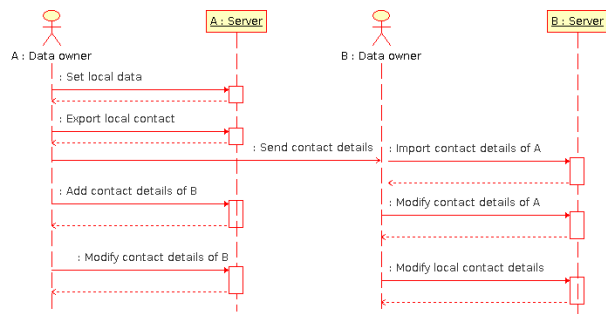 A : Server
B : Server
A : Data owner
B : Data owner
: Set local data
: Export local contact
: Send contact details
: Import contact details of A
: Add contact details of B
: Modify contact details of A
: Modify contact details of B
: Modify local contact details